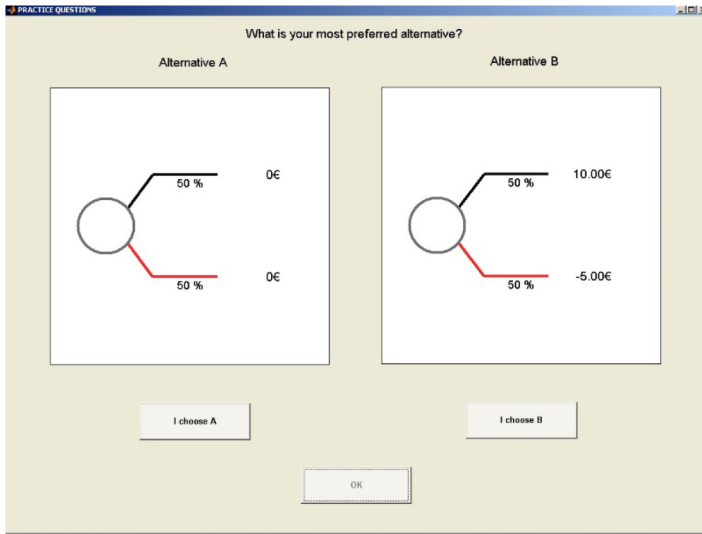 PRACTICE QUESTIONS
What is your most preferred alternative?
Alternative A
Alternative B
50 %
0€
50 %
0€
50 %
10.00€
50 %
-5.00€
I choose A
I choose B
OK